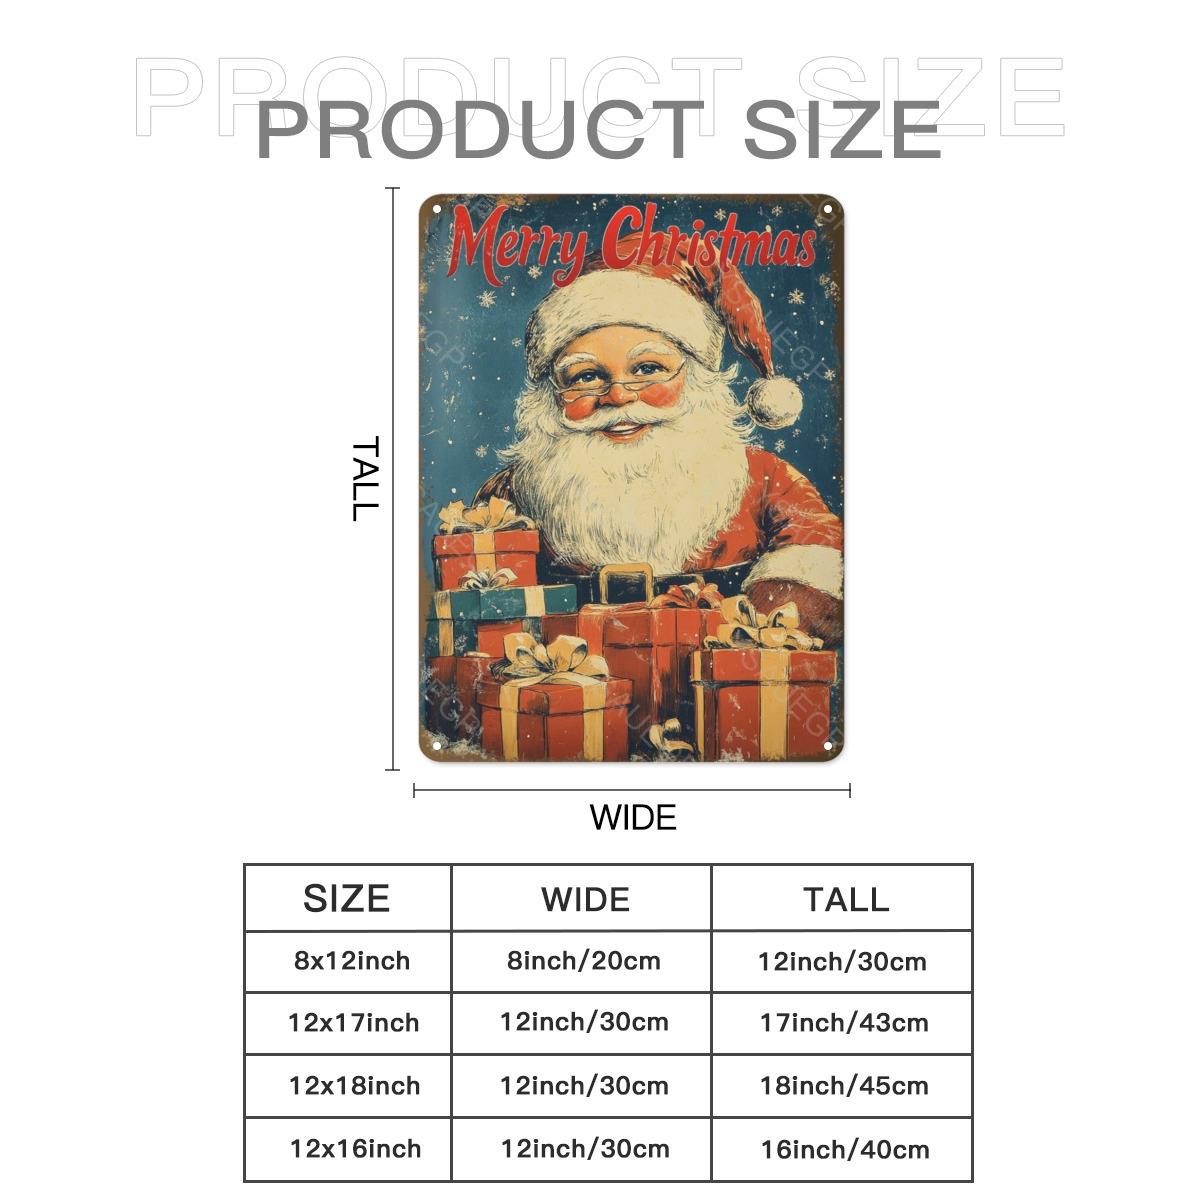 PRODUCT SIZE
PRODUCT SIZE
Merry Christmas
TALL
WIDE
SIZE WIDE TALL
8x12inch 8inch/20cm 12inch/30cm
12x17inch 12inch/30cm 17inch/43cm
12x18inch 12inch/30cm 18inch/45cm
12x16inch 12inch/30cm 16inch/40cm